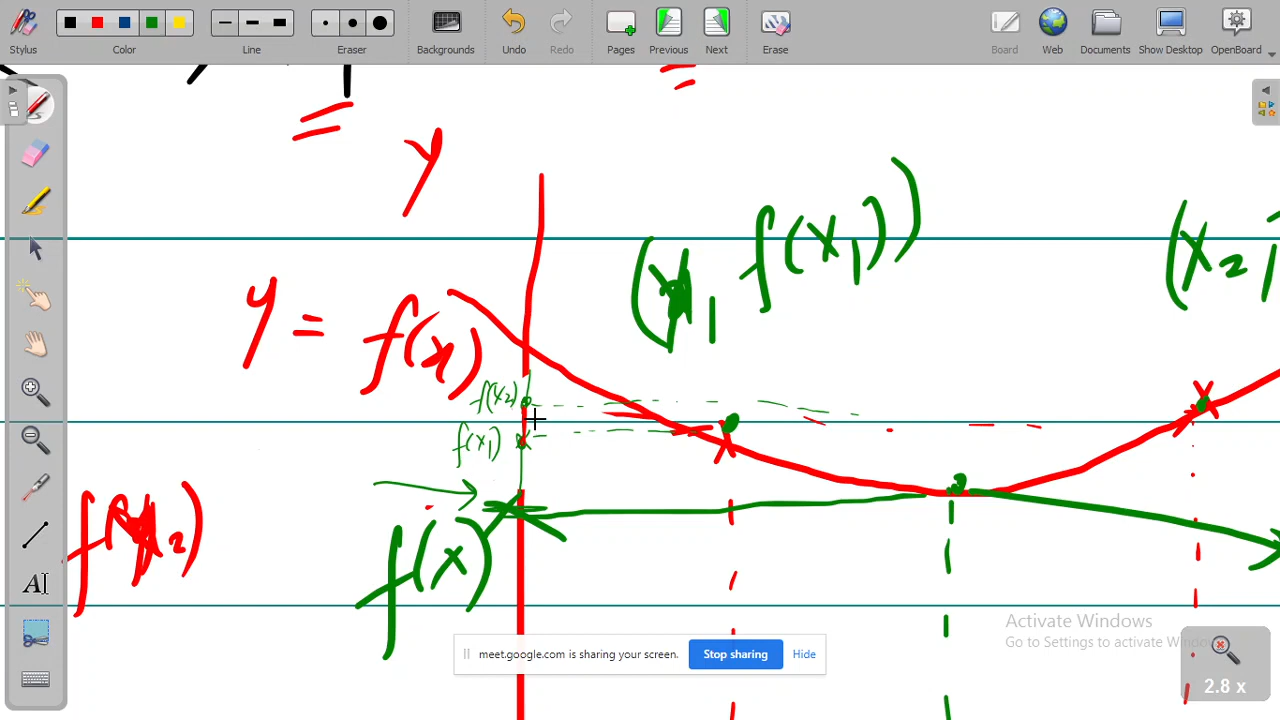 Stylus
Color
Line
Eraser
Backgrounds
Undo
Redo
Pages
Previous
Next
Erase
Board
Web
Documents
Show Desktop
OpenBoard
y
(x₁, f(x₁))
(x₂,
y = f(x)
f(x₂)
f(x₁)
f(x₂)
f(x)
Activate Windows
Go to Settings to activate Windows.
meet.google.com is sharing your screen.
Stop sharing
Hide
2.8 x